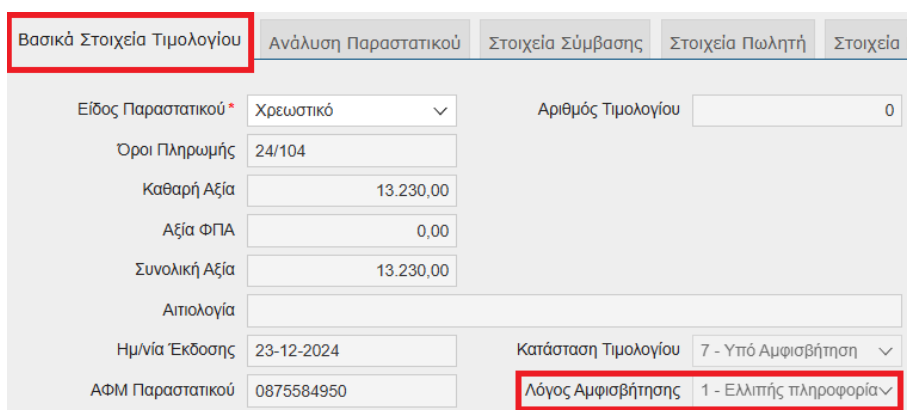 Βασικά Στοιχεία Τιμολογίου Ανάλυση Παραστατικού Στοιχεία Σύμβασης Στοιχεία Πωλητή Στοιχεία
Είδος Παραστατικού* Χρεωστικό Αριθμός Τιμολογίου 0
Όροι Πληρωμής 24/104
Καθαρή Αξία 13.230,00
Αξία ΦΠΑ 0,00
Συνολική Αξία 13.230,00
Αιτιολογία
Ημ/νία Έκδοσης 23-12-2024 Κατάσταση Τιμολογίου 7 - Υπό Αμφισβήτηση
ΑΦΜ Παραστατικού 0875584950 Λόγος Αμφισβήτησης 1 - Ελλιπής πληροφορία